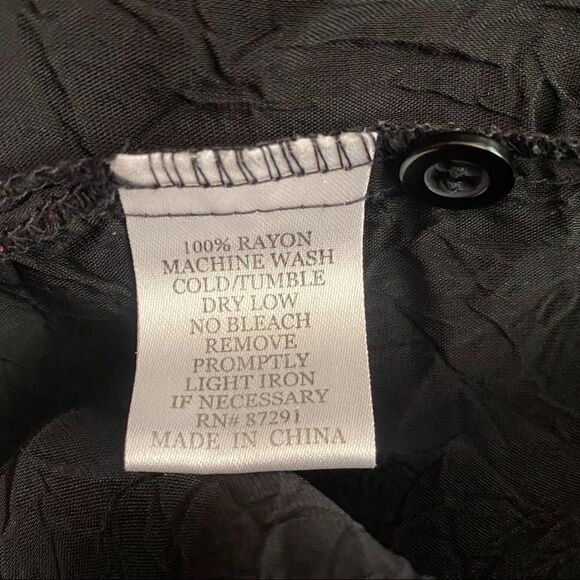 100% RAYON
MACHINE WASH
COLD/TUMBLE
DRY LOW
NO BLEACH
REMOVE
PROMPTLY
LIGHT IRON
IF NECESSARY
RN# 87291
MADE IN CHINA